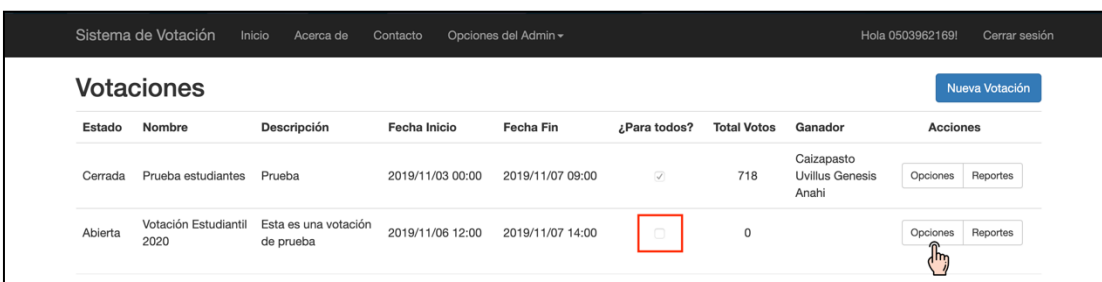 Sistema de Votación Inicio Acerca de Contacto Opciones del Admin Hola 0503962169! Cerrar sesión
Votaciones Nueva Votación
Estado Nombre Descripción Fecha Inicio Fecha Fin ¿Para todos? Total Votos Ganador Acciones
Cerrada Prueba estudiantes Prueba 2019/11/03 00:00 2019/11/07 09:00 718 Caizapasto
Uvillus Genesis
Anahi Opciones Reportes
Abierta Votación Estudiantil
2020 Esta es una votación
de prueba 2019/11/06 12:00 2019/11/07 14:00 0 Opciones Reportes